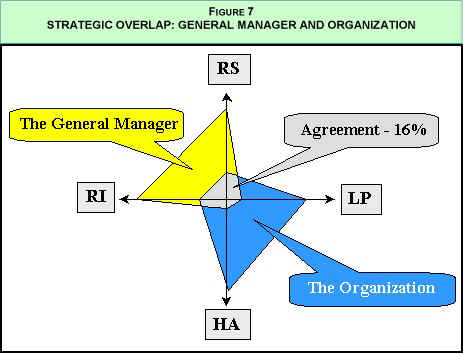 FIGURE 7
STRATEGIC OVERLAP: GENERAL MANAGER AND ORGANIZATION
RS
The General Manager
Agreement - 16%
RI
LP
The Organization
HA